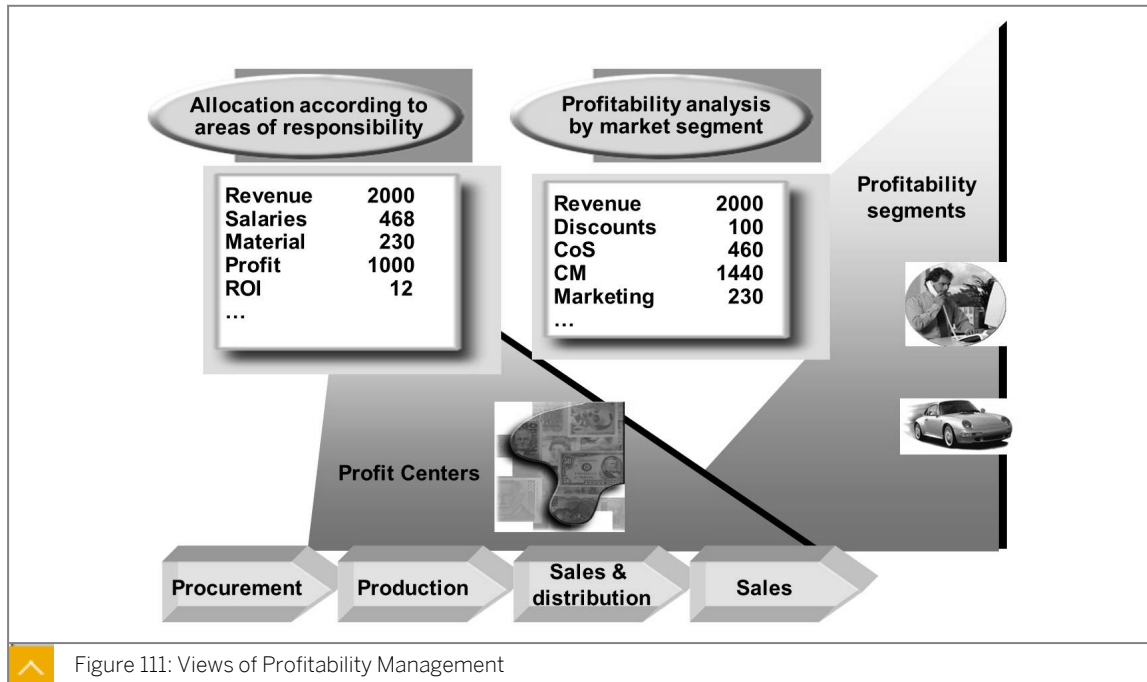 Allocation according to
areas of responsibility
Revenue 2000
Salaries 468
Material 230
Profit 1000
ROI 12
...
Profitability analysis
by market segment
Revenue 2000
Discounts 100
CoS 460
CM 1440
Marketing 230
...
Profitability
segments
Profit Centers
Procurement
Production
Sales &
distribution
Sales
Figure 111: Views of Profitability Management